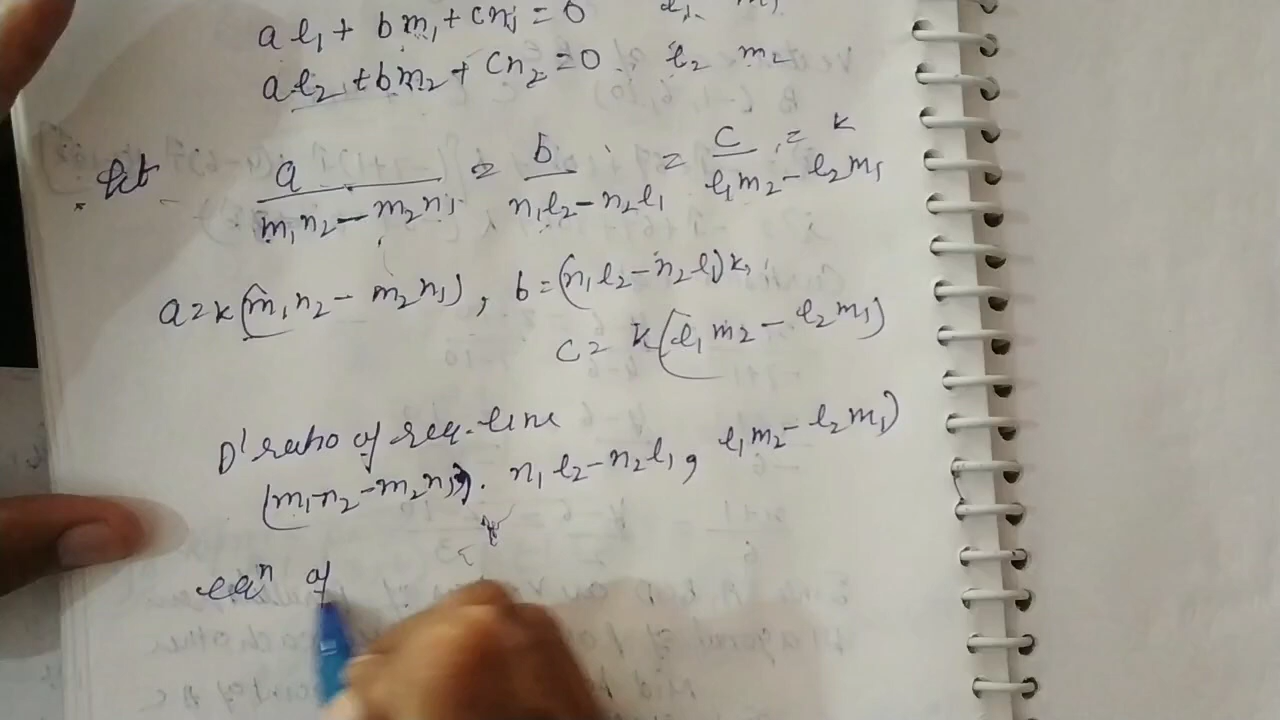 al₁ + bm₁ + cn₁ = 0
al₂ + bm₂ + cn₂ = 0 l₂ m₂
let a/(m₁n₂ - m₂n₁) = b/(n₁l₂ - n₂l₁) = c/(l₁m₂ - l₂m₁) = k
a = k(m₁n₂ - m₂n₁), b = (n₁l₂ - n₂l₁)k,
c = k(l₁m₂ - l₂m₁)
D' ratio of req. line
(m₁n₂ - m₂n₁), n₁l₂ - n₂l₁, l₁m₂ - l₂m₁)
eqⁿ of